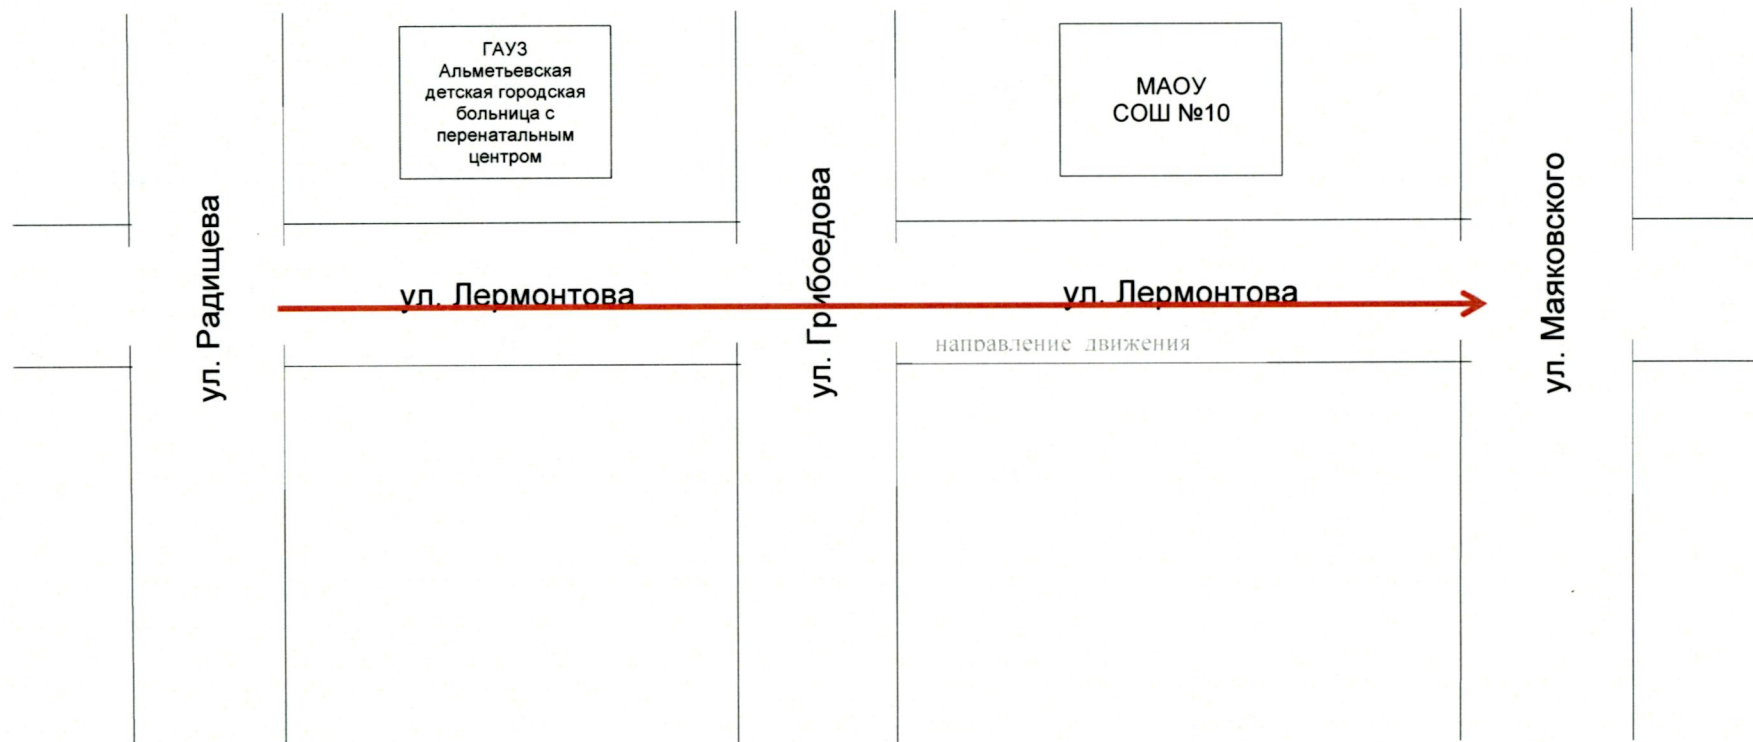 ГАУЗ
Альметьевская
детская городская
больница с
перенатальным
центром
МАОУ
СОШ №10
ул. Радищева
ул. Лермонтова
ул. Грибоедова
ул. Лермонтова
ул. Маяковского
направление движения